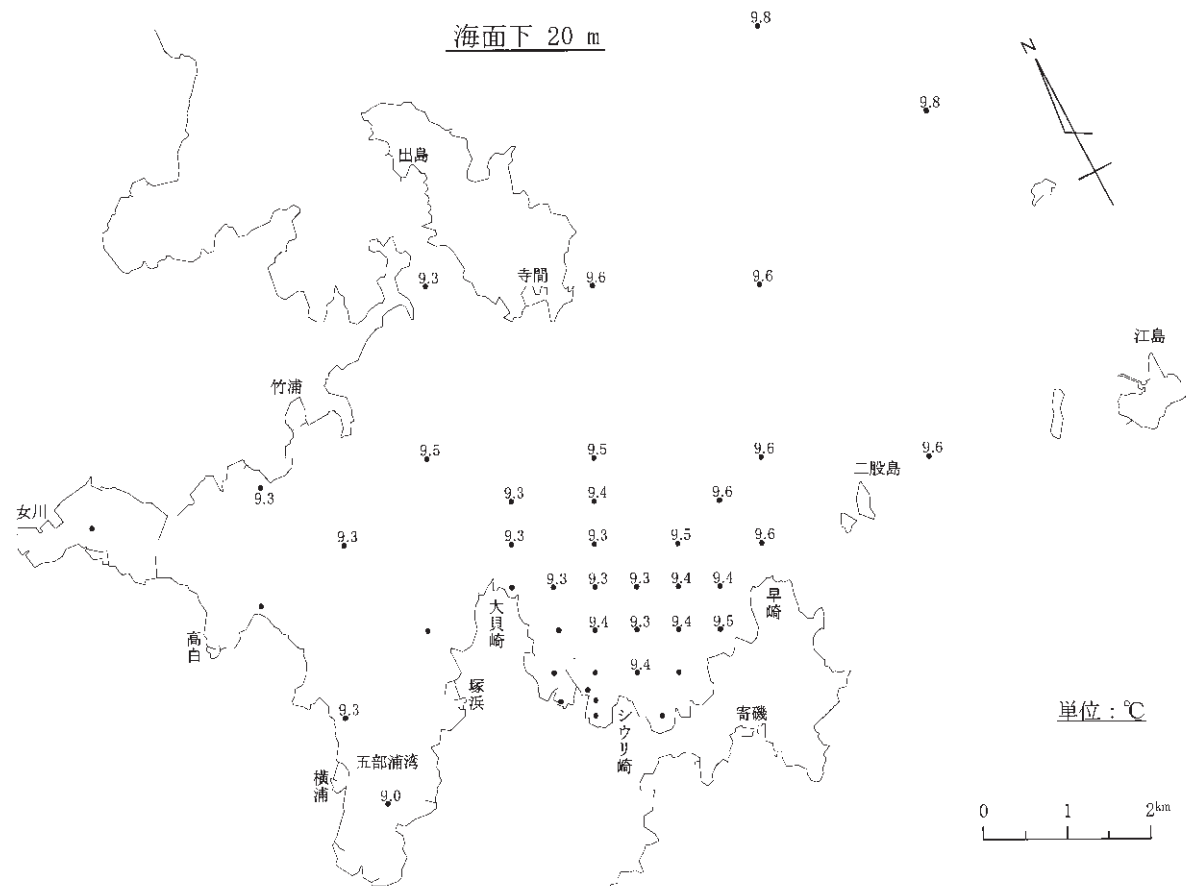 9.8
海面下 20 m
N
9.8
出島
寺間
9.3
9.6
9.6
江島
竹浦
9.5
9.5
9.6
9.6
二股島
9.3
9.3
9.4
9.6
女川
9.3
9.3
9.3
9.5
9.6
9.3
9.3
9.3
9.4
9.4
大貝崎
早崎
9.4
9.3
9.4
9.5
高白
9.4
塚浜
9.3
シウリ崎
寄磯
単位：℃
五部浦湾
横浦
9.0
0 1 2km